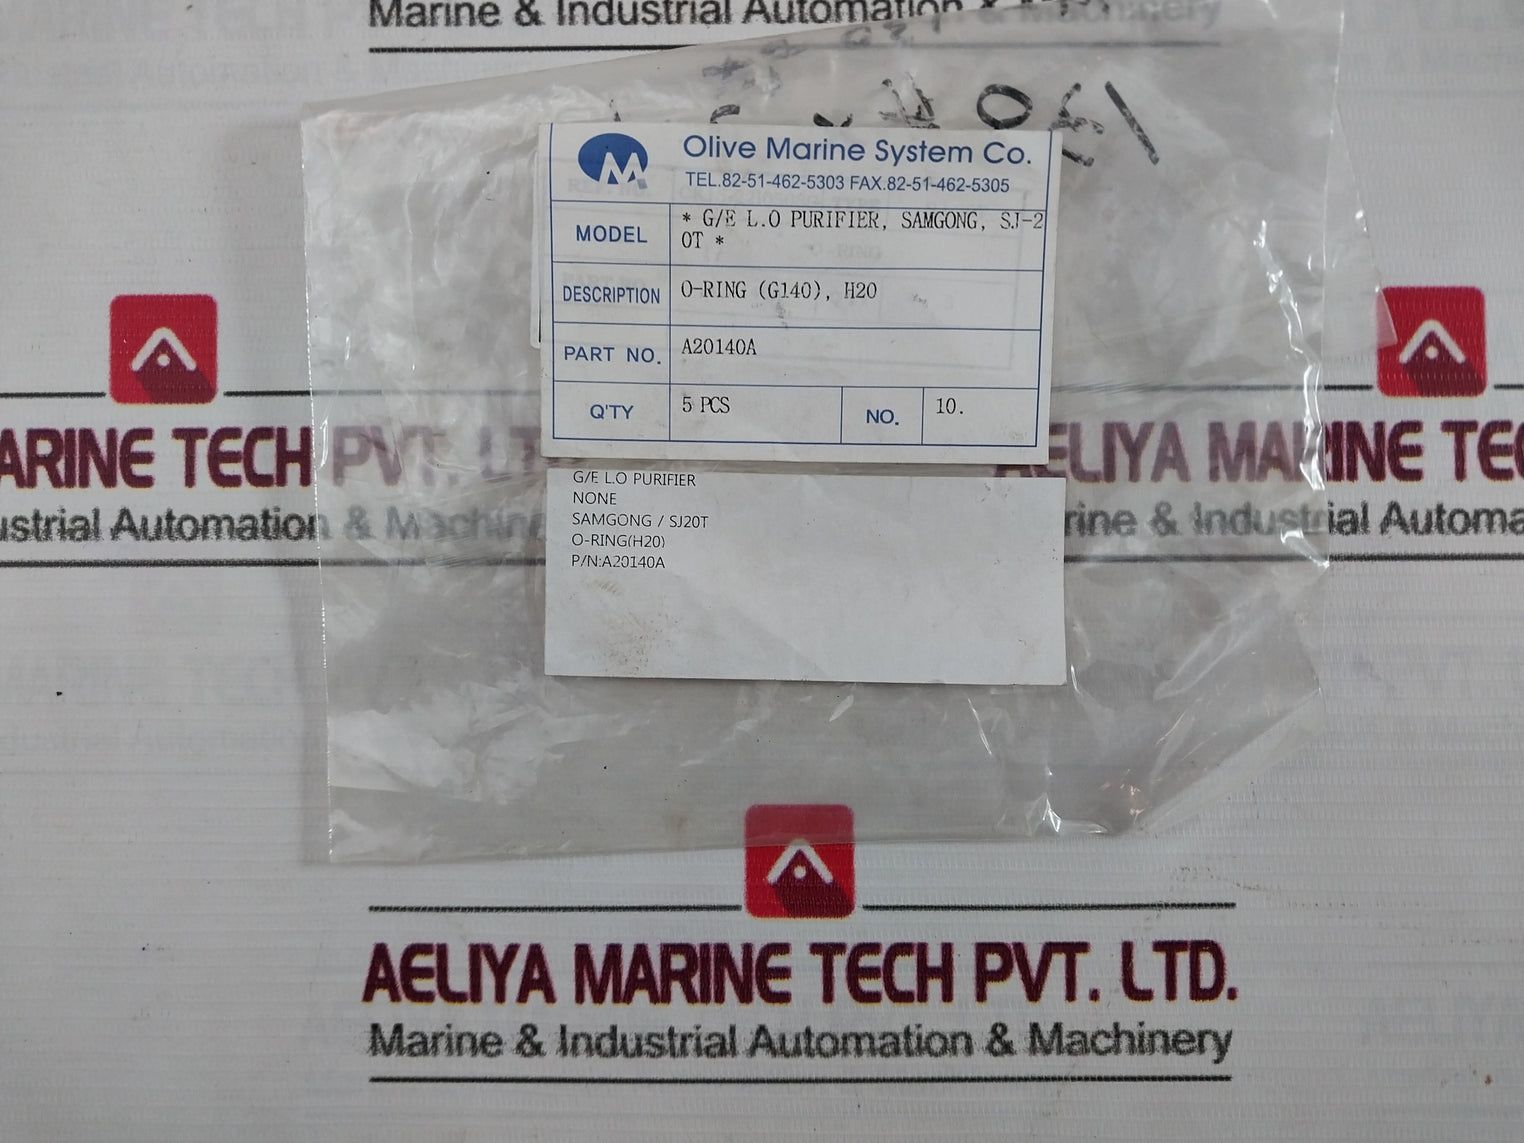 Marine & Industrial Automation & Machinery
Olive Marine System Co.
TEL.82-51-462-5303 FAX.82-51-462-5305
MODEL
* G/E L.O PURIFIER, SAMGONG, SJ-2
0T *
DESCRIPTION
O-RING (G140), H20
PART NO.
A20140A
Q'TY
5 PCS
NO.
10.
G/E L.O PURIFIER
NONE
SAMGONG / SJ20T
O-RING(H20)
P/N:A20140A
ARINE TECH PVT. LT
ustrial Automation & Machine
AELIYA MARINE TEC
rine & Industrial Automa
AELIYA MARINE TECH PVT. LTD.
Marine & Industrial Automation & Machinery